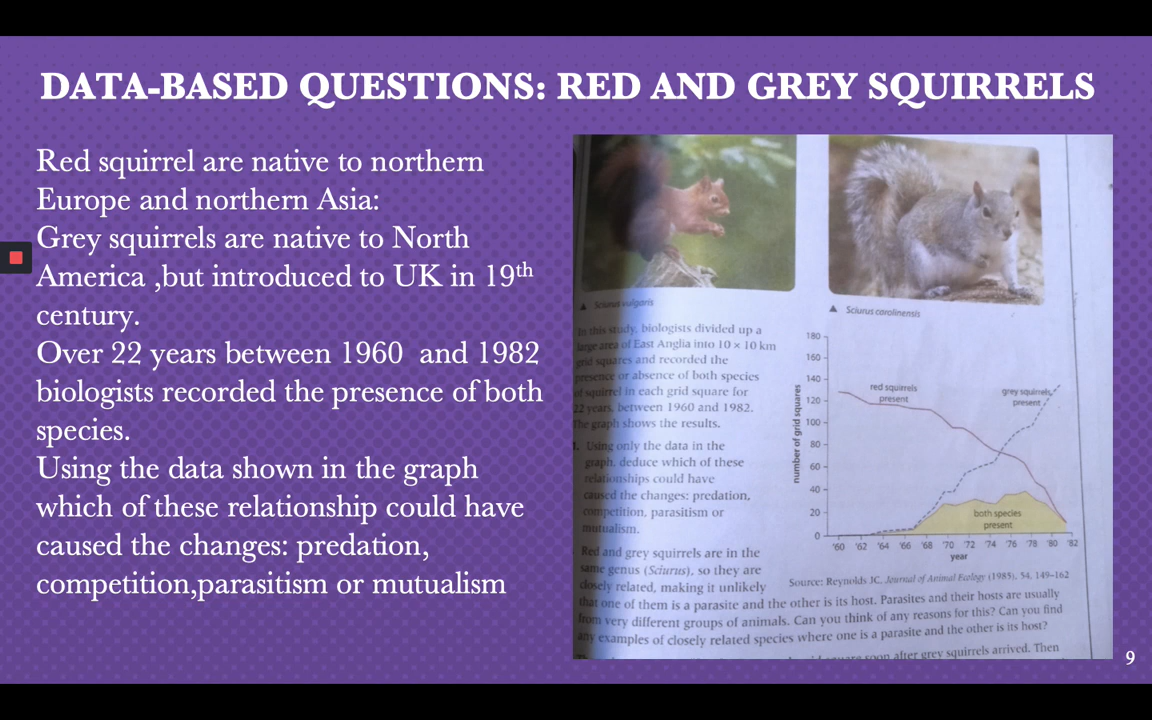 DATA-BASED QUESTIONS: RED AND GREY SQUIRRELS
Red squirrel are native to northern
Europe and northern Asia:
Grey squirrels are native to North
America ,but introduced to UK in 19th
century.
Over 22 years between 1960 and 1982
biologists recorded the presence of both
species.
Using the data shown in the graph
which of these relationship could have
caused the changes: predation,
competition,parasitism or mutualism
▲ Sciurus vulgaris
▲ Sciurus carolinensis
In this study, biologists divided up a
large area of East Anglia into 10 × 10 km
grid squares and recorded the
presence or absence of both species
of squirrel in each grid square for
22 years, between 1960 and 1982.
The graph shows the results.
1. Using only the data in the
graph, deduce which of these
relationships could have
caused the changes: predation,
competition, parasitism or
mutualism.
Red and grey squirrels are in the
same genus (Sciurus), so they are
closely related, making it unlikely
that one of them is a parasite and the other is its host. Parasites and their hosts are usually
from very different groups of animals. Can you think of any reasons for this? Can you find
any examples of closely related species where one is a parasite and the other is its host?
soon after grey squirrels arrived. Then
number of grid squares
180
160
140
120
100
80
60
40
20
0
red squirrels
present
grey squirrels
present
both species
present
'60 '62 '64 '66 '68 '70 '72 '74 '76 '78 '80 '82
year
Source: Reynolds JC, Journal of Animal Ecology (1985), 54, 149–162
9